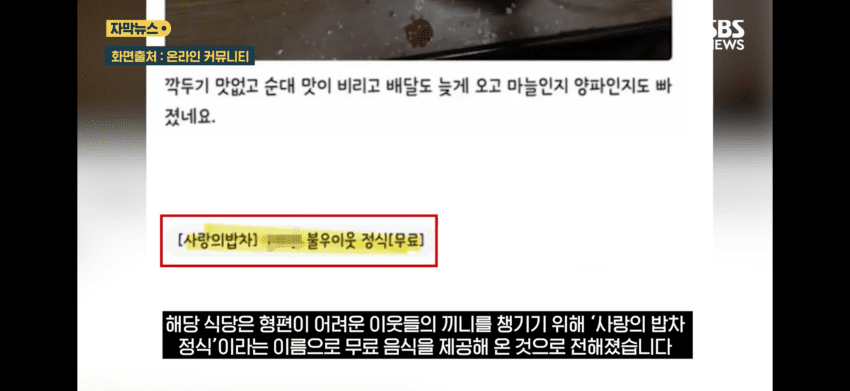 자막뉴스
SBS
NEWS
화면출처 : 온라인 커뮤니티
깍두기 맛없고 순대 맛이 비리고 배달도 늦게 오고 마늘인지 양파인지도 빠
졌네요.
[사랑의밥차] 불우이웃 정식[무료]
해당 식당은 형편이 어려운 이웃들의 끼니를 챙기기 위해 ‘사랑의 밥차
정식’이라는 이름으로 무료 음식을 제공해 온 것으로 전해졌습니다